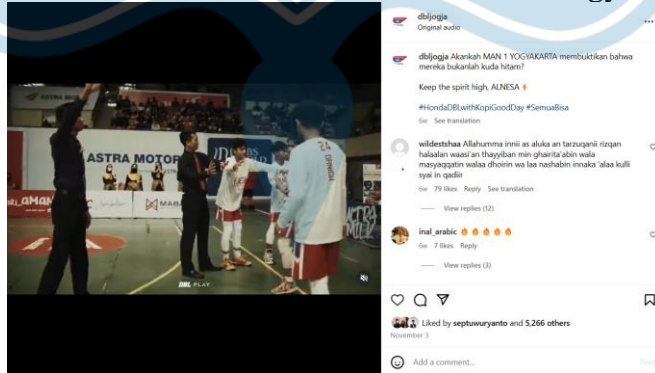 dbljogja
Original audio
dbljogja Akankah MAN 1 YOGYAKARTA membuktikan bahwa
mereka bukanlah kuda hitam?
Keep the spirit high, ALNESA
#HondaDBLwithKopiGoodDay #SemuaBisa
6w See translation
wildestshaa Allahumma innii as aluka an tarzuqanii rizqan
halaalan waasi'an thayyiban min ghairita'abin wala
masyaqqatin walaa dhoirin wa laa nashabin innaka 'alaa kulli
syai in qadiir
6w 79 likes Reply See translation
View replies (12)
inal_arabic
6w 7 likes Reply
View replies (3)
Liked by septuwuryanto and 5,266 others
November 3
Add a comment...
Post
ASTRA MOTOR
ASTRA MOTOR
DBL PLAY